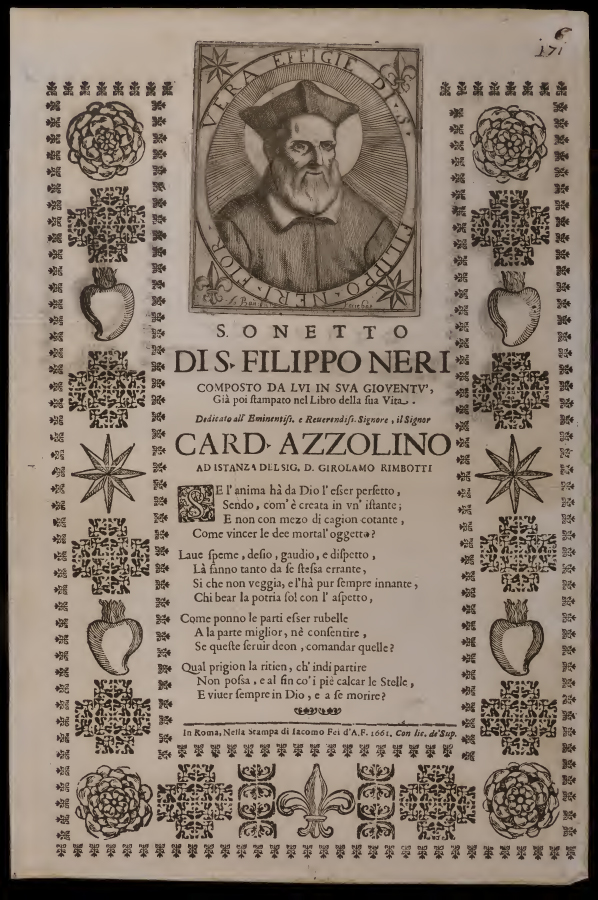 6
171
VERA EFFIGIE DI S.
FILIPPO NERI FIOR.
S. ONETTO
DI S. FILIPPO NERI
COMPOSTO DA LVI IN SVA GIOVENTV',
Già poi ſtampato nel Libro della ſua Vita.
Dedicato all' Eminentiſs. e Reuerendiſs. Signore, il Signor
CARD. AZZOLINO
AD ISTANZA DEL SIG. D. GIROLAMO RIMBOTTI
SE l'anima hà da Dio l'eſser perfetto,
Sendo, com' è creata in vn' iſtante;
E non con mezo di cagion cotante,
Come vincer le dee mortal' oggetto?
Laue ſpeme, deſio, gaudio, e diſpetto,
Là fanno tanto da ſe ſteſsa errante,
Si che non veggia, e l'hà pur ſempre innante,
Chi bear la potria ſol con l' aſpetto,
Come ponno le parti eſser rubelle
A la parte miglior, nè conſentire,
Se queſte ſeruir deon, comandar quelle?
Qual prigion la ritien, ch' indi partire
Non poſsa, e al fin co' i piè calcar le Stelle,
E viuer ſempre in Dio, e a ſe morire?
In Roma, Nella Stampa di Iacomo Fei d'A.F. 1661. Con lic. de' Sup.